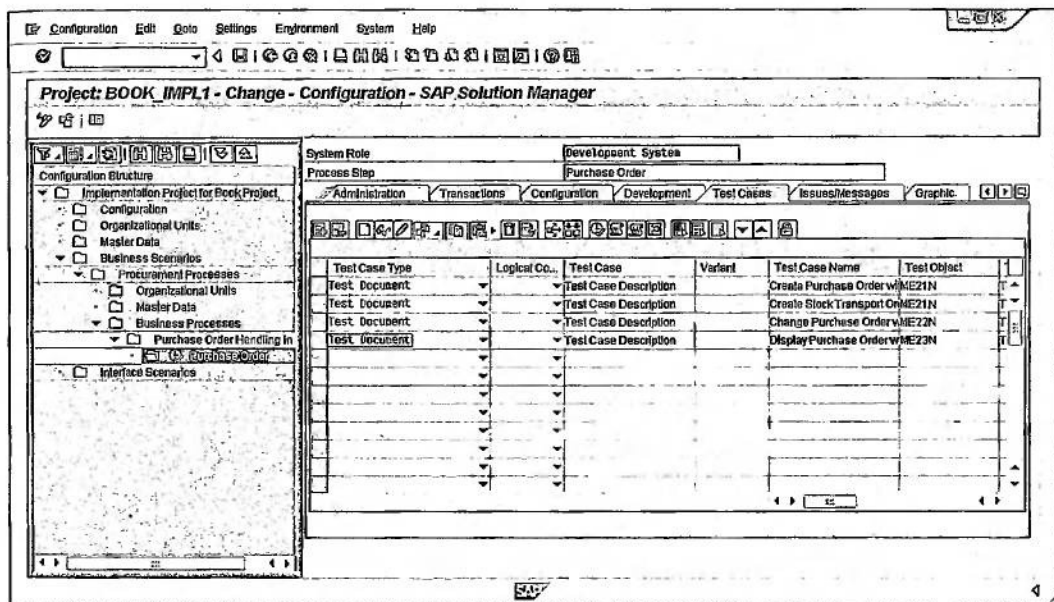 Configuration Edit Goto Settings Environment System Help
Project: BOOK_IMPL1 - Change - Configuration - SAP Solution Manager
System Role Development System
Process Step Purchase Order
Configuration Structure
Administration Transactions Configuration Development Test Cases Issues/Messages Graphic.
Implementation Project for Book Project
Configuration
Organizational Units
Master Data
Business Scenarios
Procurement Processes
Organizational Units
Master Data
Business Processes
Purchase Order Handling in
Purchase Order
Interface Scenarios
Test Case Type Logical Co... Test Case Variant Test Case Name Test Object T
Test Document Test Case Description Create Purchase Order wi ME21N T
Test Document Test Case Description Create Stock Transport Or ME21N T
Test Document Test Case Description Change Purchase Order w ME22N T
Test Document Test Case Description Display Purchase Order w ME23N T
SAP